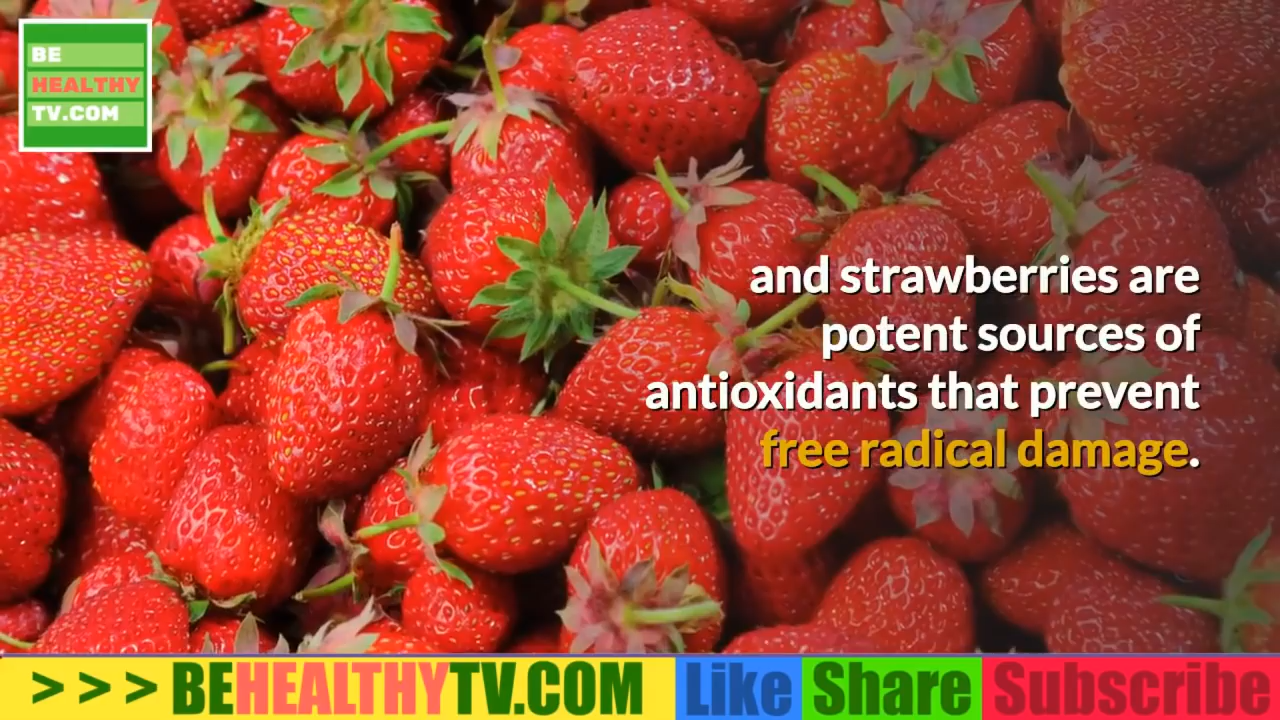 BE
HEALTHY
TV.COM
and strawberries are
potent sources of
antioxidants that prevent
free radical damage.
> > > BEHEALTHYTV.COM Like Share Subscribe